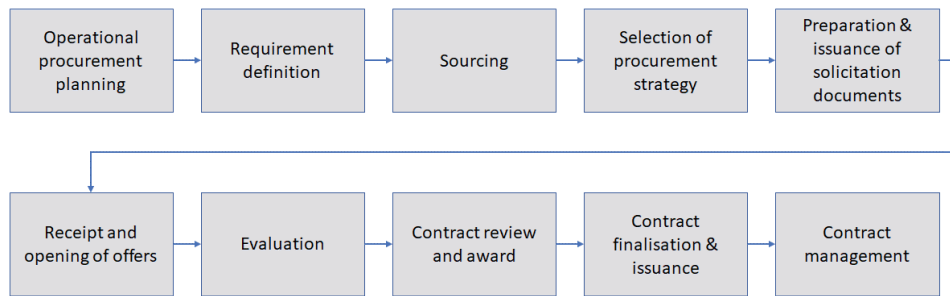 Operational
procurement
planning
Requirement
definition
Sourcing
Selection of
procurement
strategy
Preparation &
issuance of
solicitation
documents
Receipt and
opening of offers
Evaluation
Contract review
and award
Contract
finalisation &
issuance
Contract
management